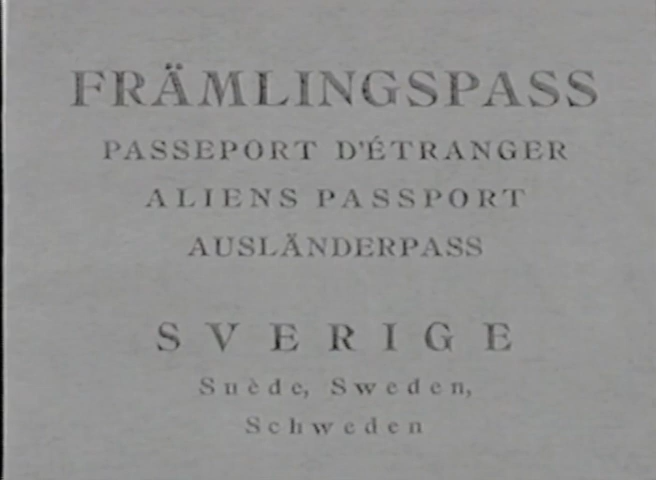 FRÄMLINGSPASS
PASSEPORT D'ÉTRANGER
ALIENS PASSPORT
AUSLÄNDERPASS
SVERIGE
Suède, Sweden,
Schweden